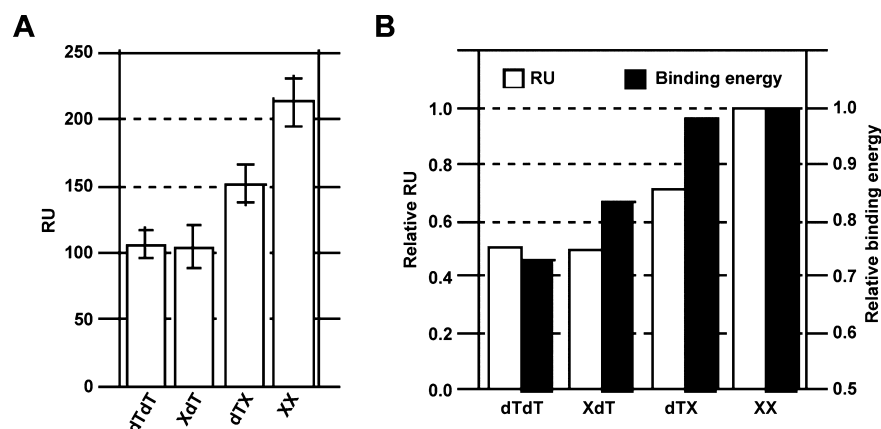 A
B
250
200
150
100
50
0
RU
dTdT
XdT
dTX
XX
RU
Binding energy
1.0
0.8
0.6
0.4
0.2
0.0
Relative RU
1.0
0.9
0.8
0.7
0.6
0.5
Relative binding energy
dTdT
XdT
dTX
XX